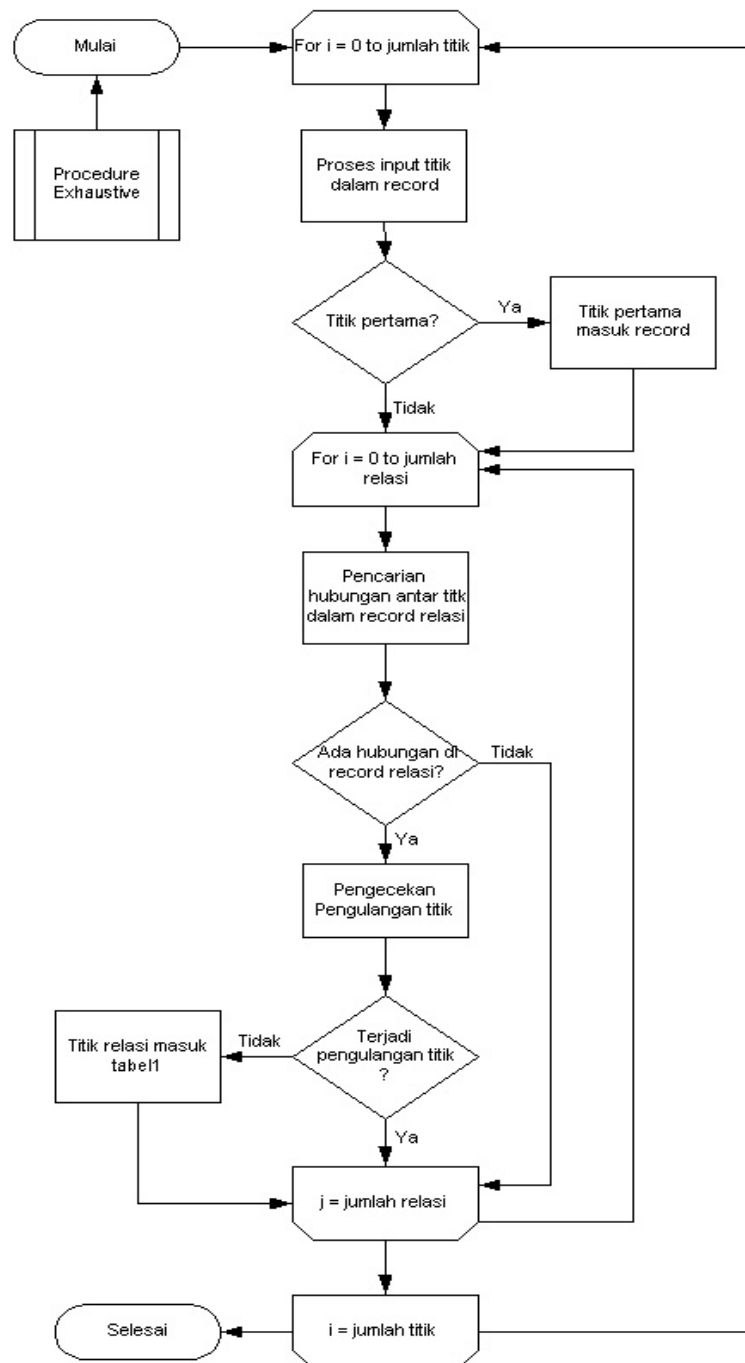 Mulai
For i = 0 to jumlah titik
Procedure
Exhaustive
Proses input titik
dalam record
Titik pertama?
Ya
Titik pertama
masuk record
Tidak
For i = 0 to jumlah
relasi
Pencarian
hubungan antar titk
dalam record relasi
Ada hubungan di
record relasi?
Tidak
Ya
Pengecekan
Pengulangan titik
Terjadi
pengulangan titik
?
Tidak
Titik relasi masuk
tabel1
Ya
j = jumlah relasi
i = jumlah titik
Selesai